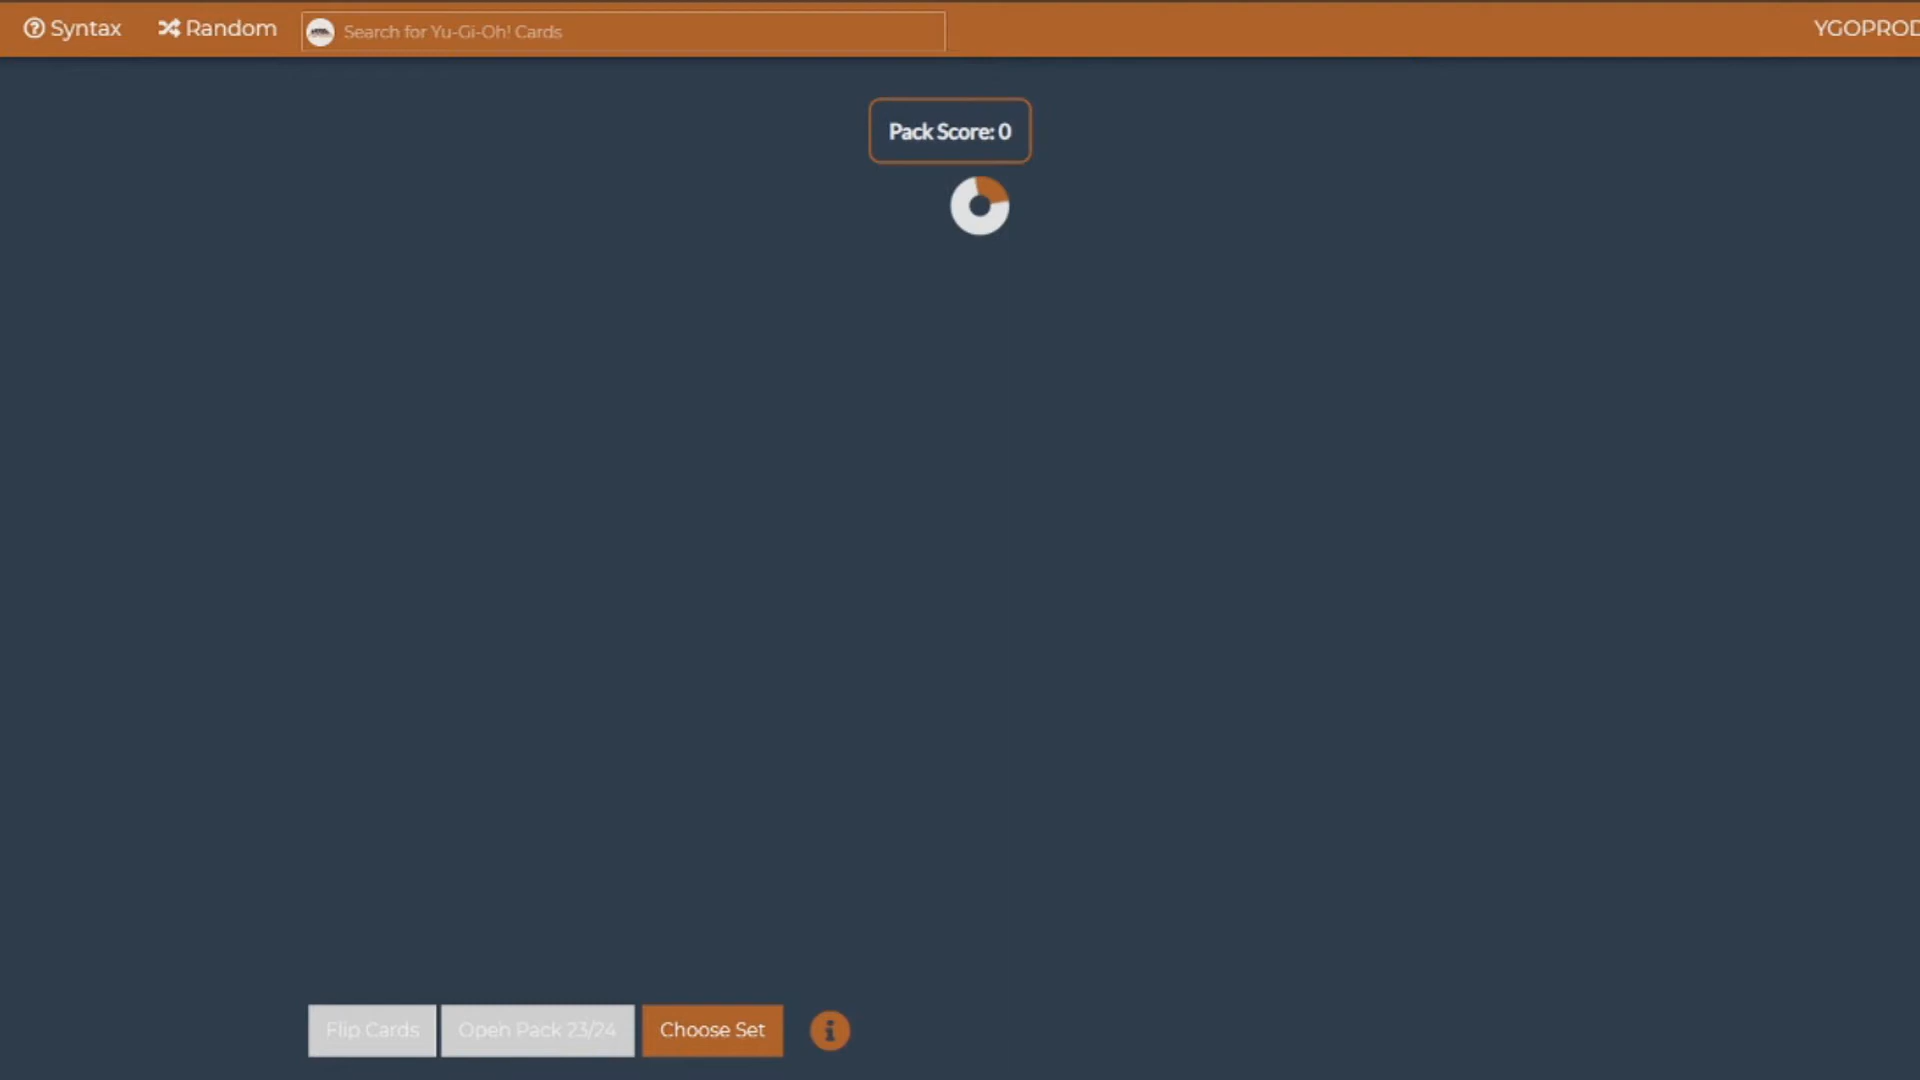 Syntax
Random
Search for Yu-Gi-Oh! Cards
YGOPROD
Pack Score: 0
Flip Cards
Open Pack 23/24
Choose Set